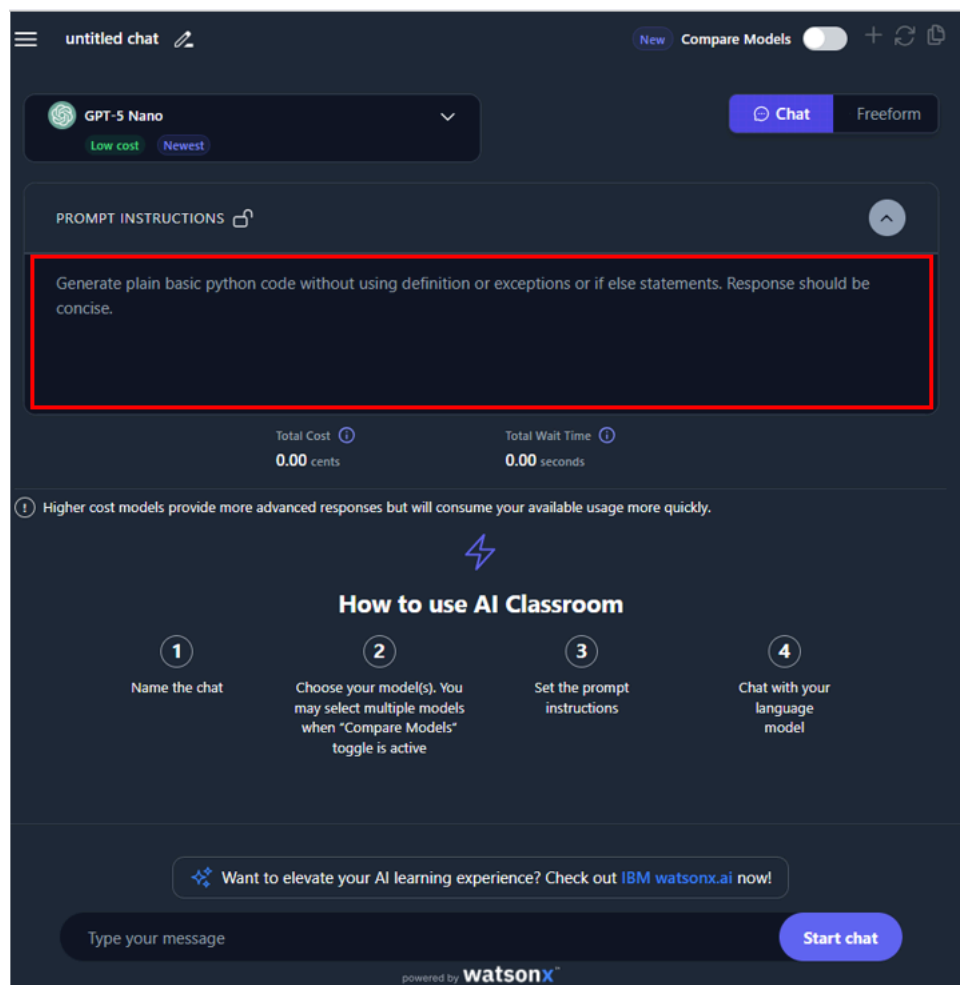 untitled chat
New Compare Models
GPT-5 Nano
Low cost Newest
Chat Freeform
PROMPT INSTRUCTIONS
Generate plain basic python code without using definition or exceptions or if else statements. Response should be
concise.
Total Cost Total Wait Time
0.00 cents 0.00 seconds
Higher cost models provide more advanced responses but will consume your available usage more quickly.
How to use AI Classroom
1
Name the chat
2
Choose your model(s). You
may select multiple models
when "Compare Models"
toggle is active
3
Set the prompt
instructions
4
Chat with your
language
model
Want to elevate your AI learning experience? Check out IBM watsonx.ai now!
Type your message
Start chat
powered by watsonx™